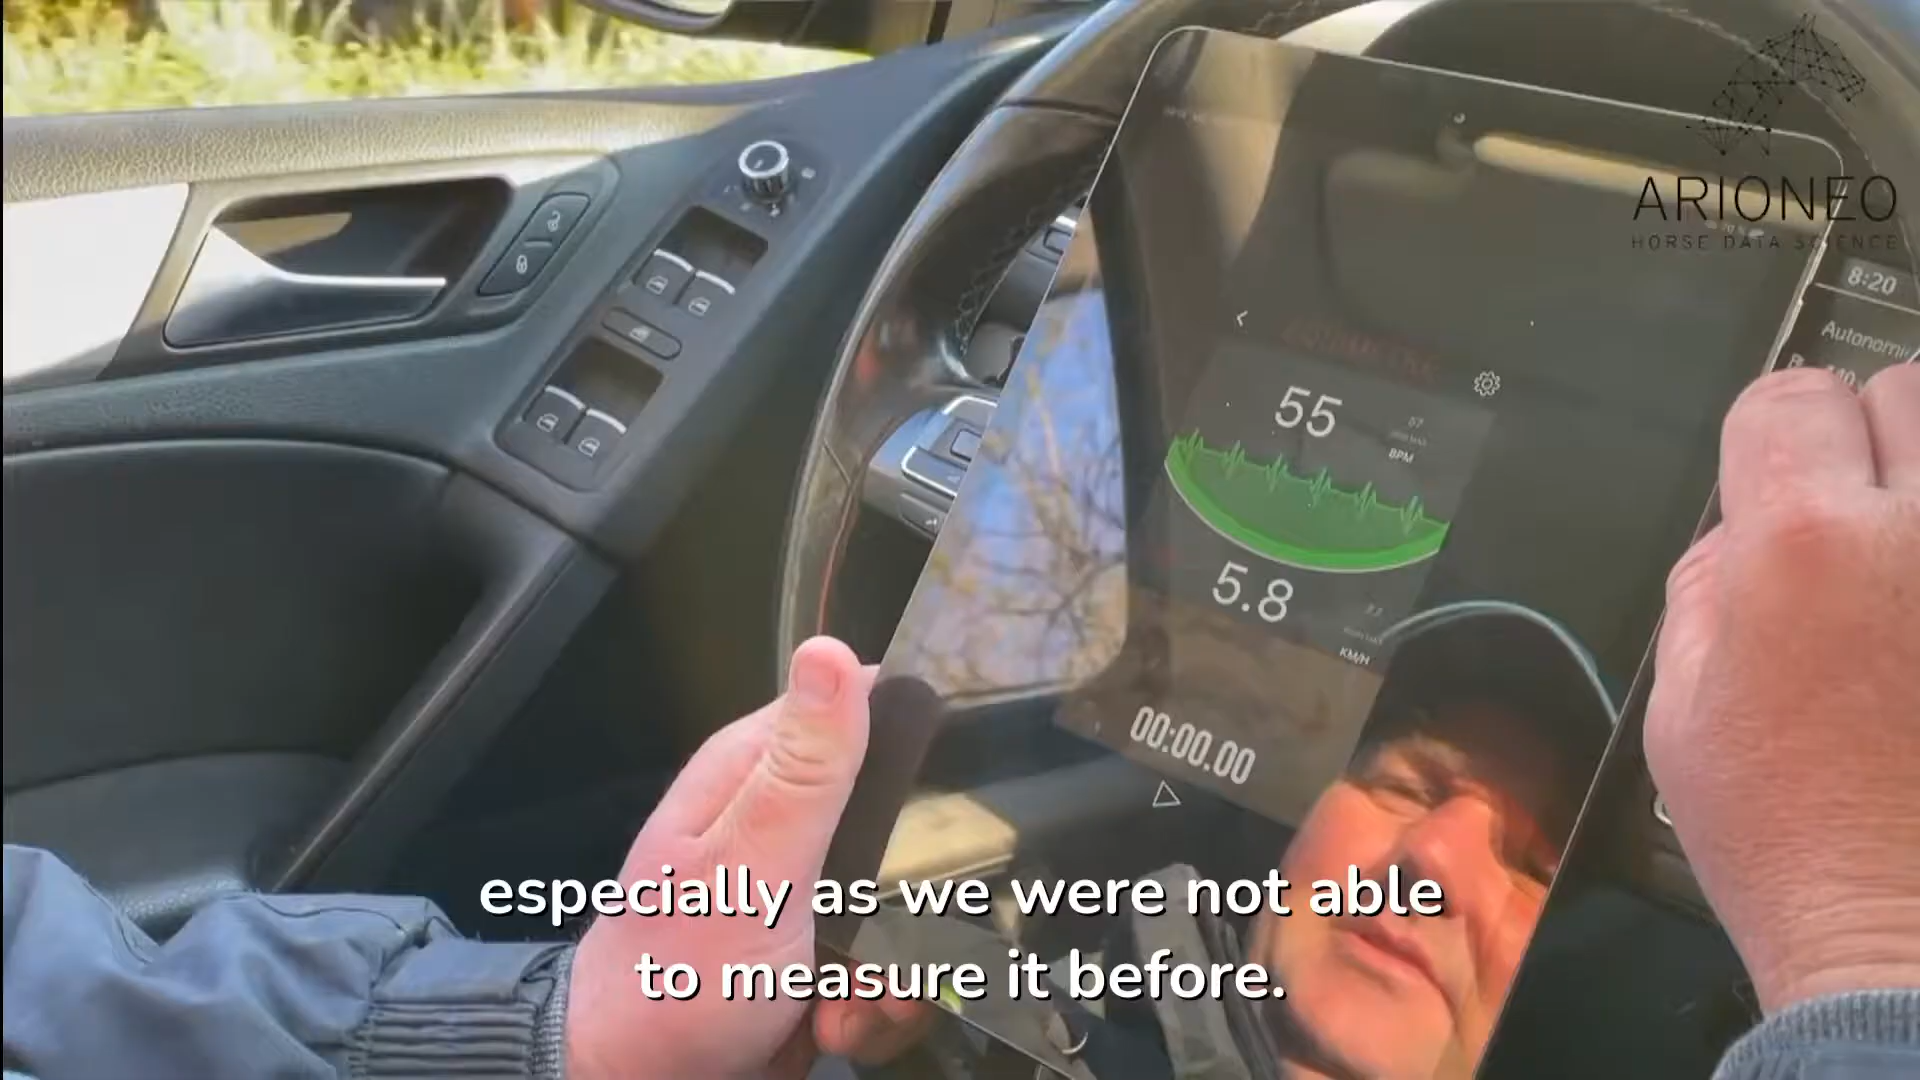 ARIONEO
HORSE DATA SCIENCE
8:20
55
BPM
5.8
KM/H
00:00.00
especially as we were not able
to measure it before.